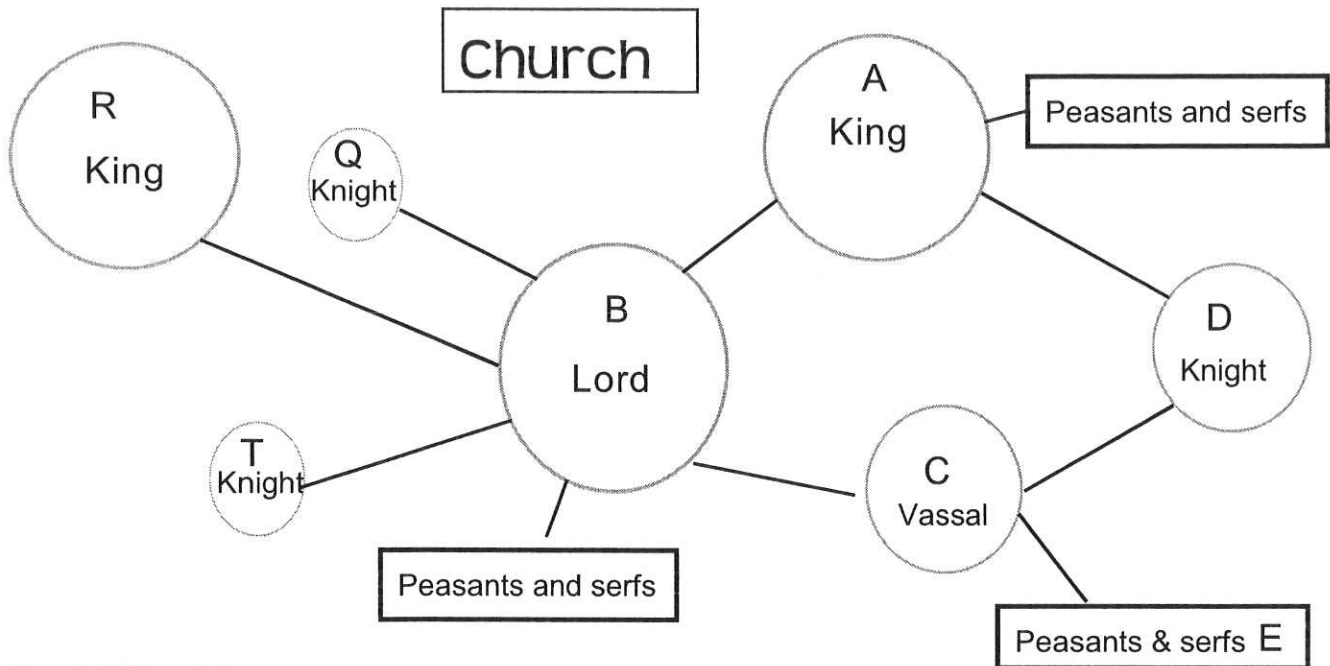 Church
R
King
Q
Knight
A
King
Peasants and serfs
B
Lord
D
Knight
T
Knight
C
Vassal
Peasants and serfs
Peasants & serfs E